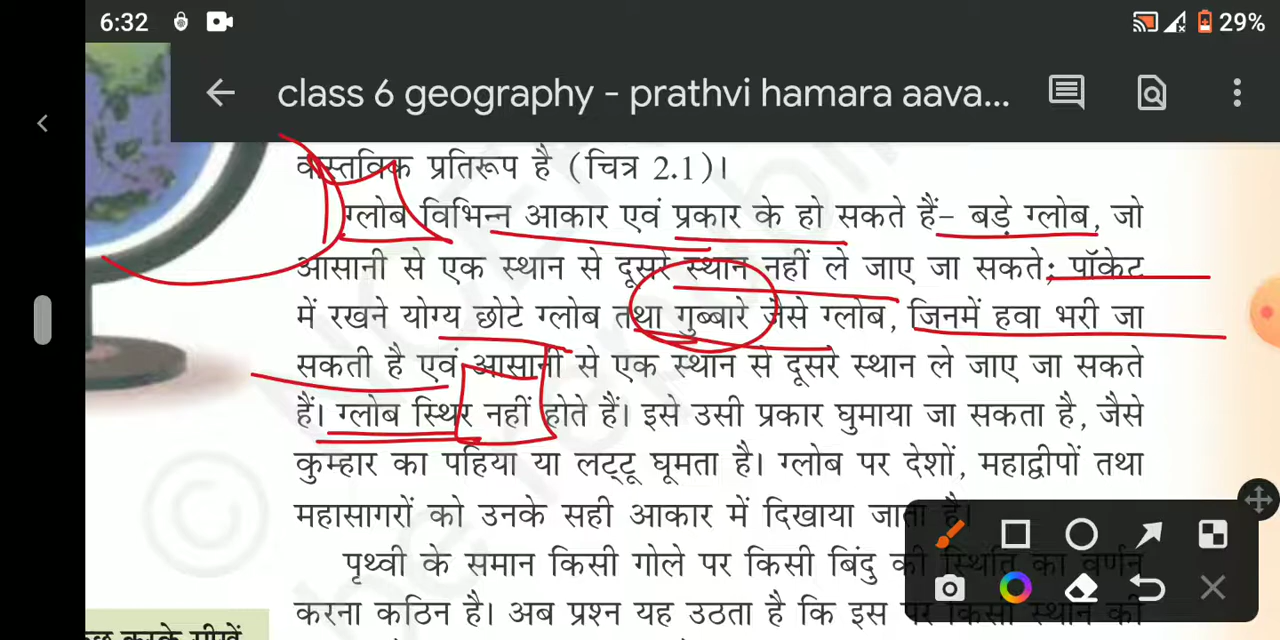 6:32
29%
class 6 geography - prathvi hamara aava...
वास्तविक प्रतिरूप है (चित्र 2.1)।
ग्लोब विभिन्न आकार एवं प्रकार के हो सकते हैं– बड़े ग्लोब, जो
आसानी से एक स्थान से दूसरे स्थान नहीं ले जाए जा सकते; पॉकेट
में रखने योग्य छोटे ग्लोब तथा गुब्बारे जैसे ग्लोब, जिनमें हवा भरी जा
सकती है एवं आसानी से एक स्थान से दूसरे स्थान ले जाए जा सकते
हैं। ग्लोब स्थिर नहीं होते हैं। इसे उसी प्रकार घुमाया जा सकता है, जैसे
कुम्हार का पहिया या लट्टू घूमता है। ग्लोब पर देशों, महाद्वीपों तथा
महासागरों को उनके सही आकार में दिखाया जाता है।
पृथ्वी के समान किसी गोले पर किसी बिंदु की स्थिति का वर्णन
करना कठिन है। अब प्रश्न यह उठता है कि इस पर किसी स्थान की
करके सीखें